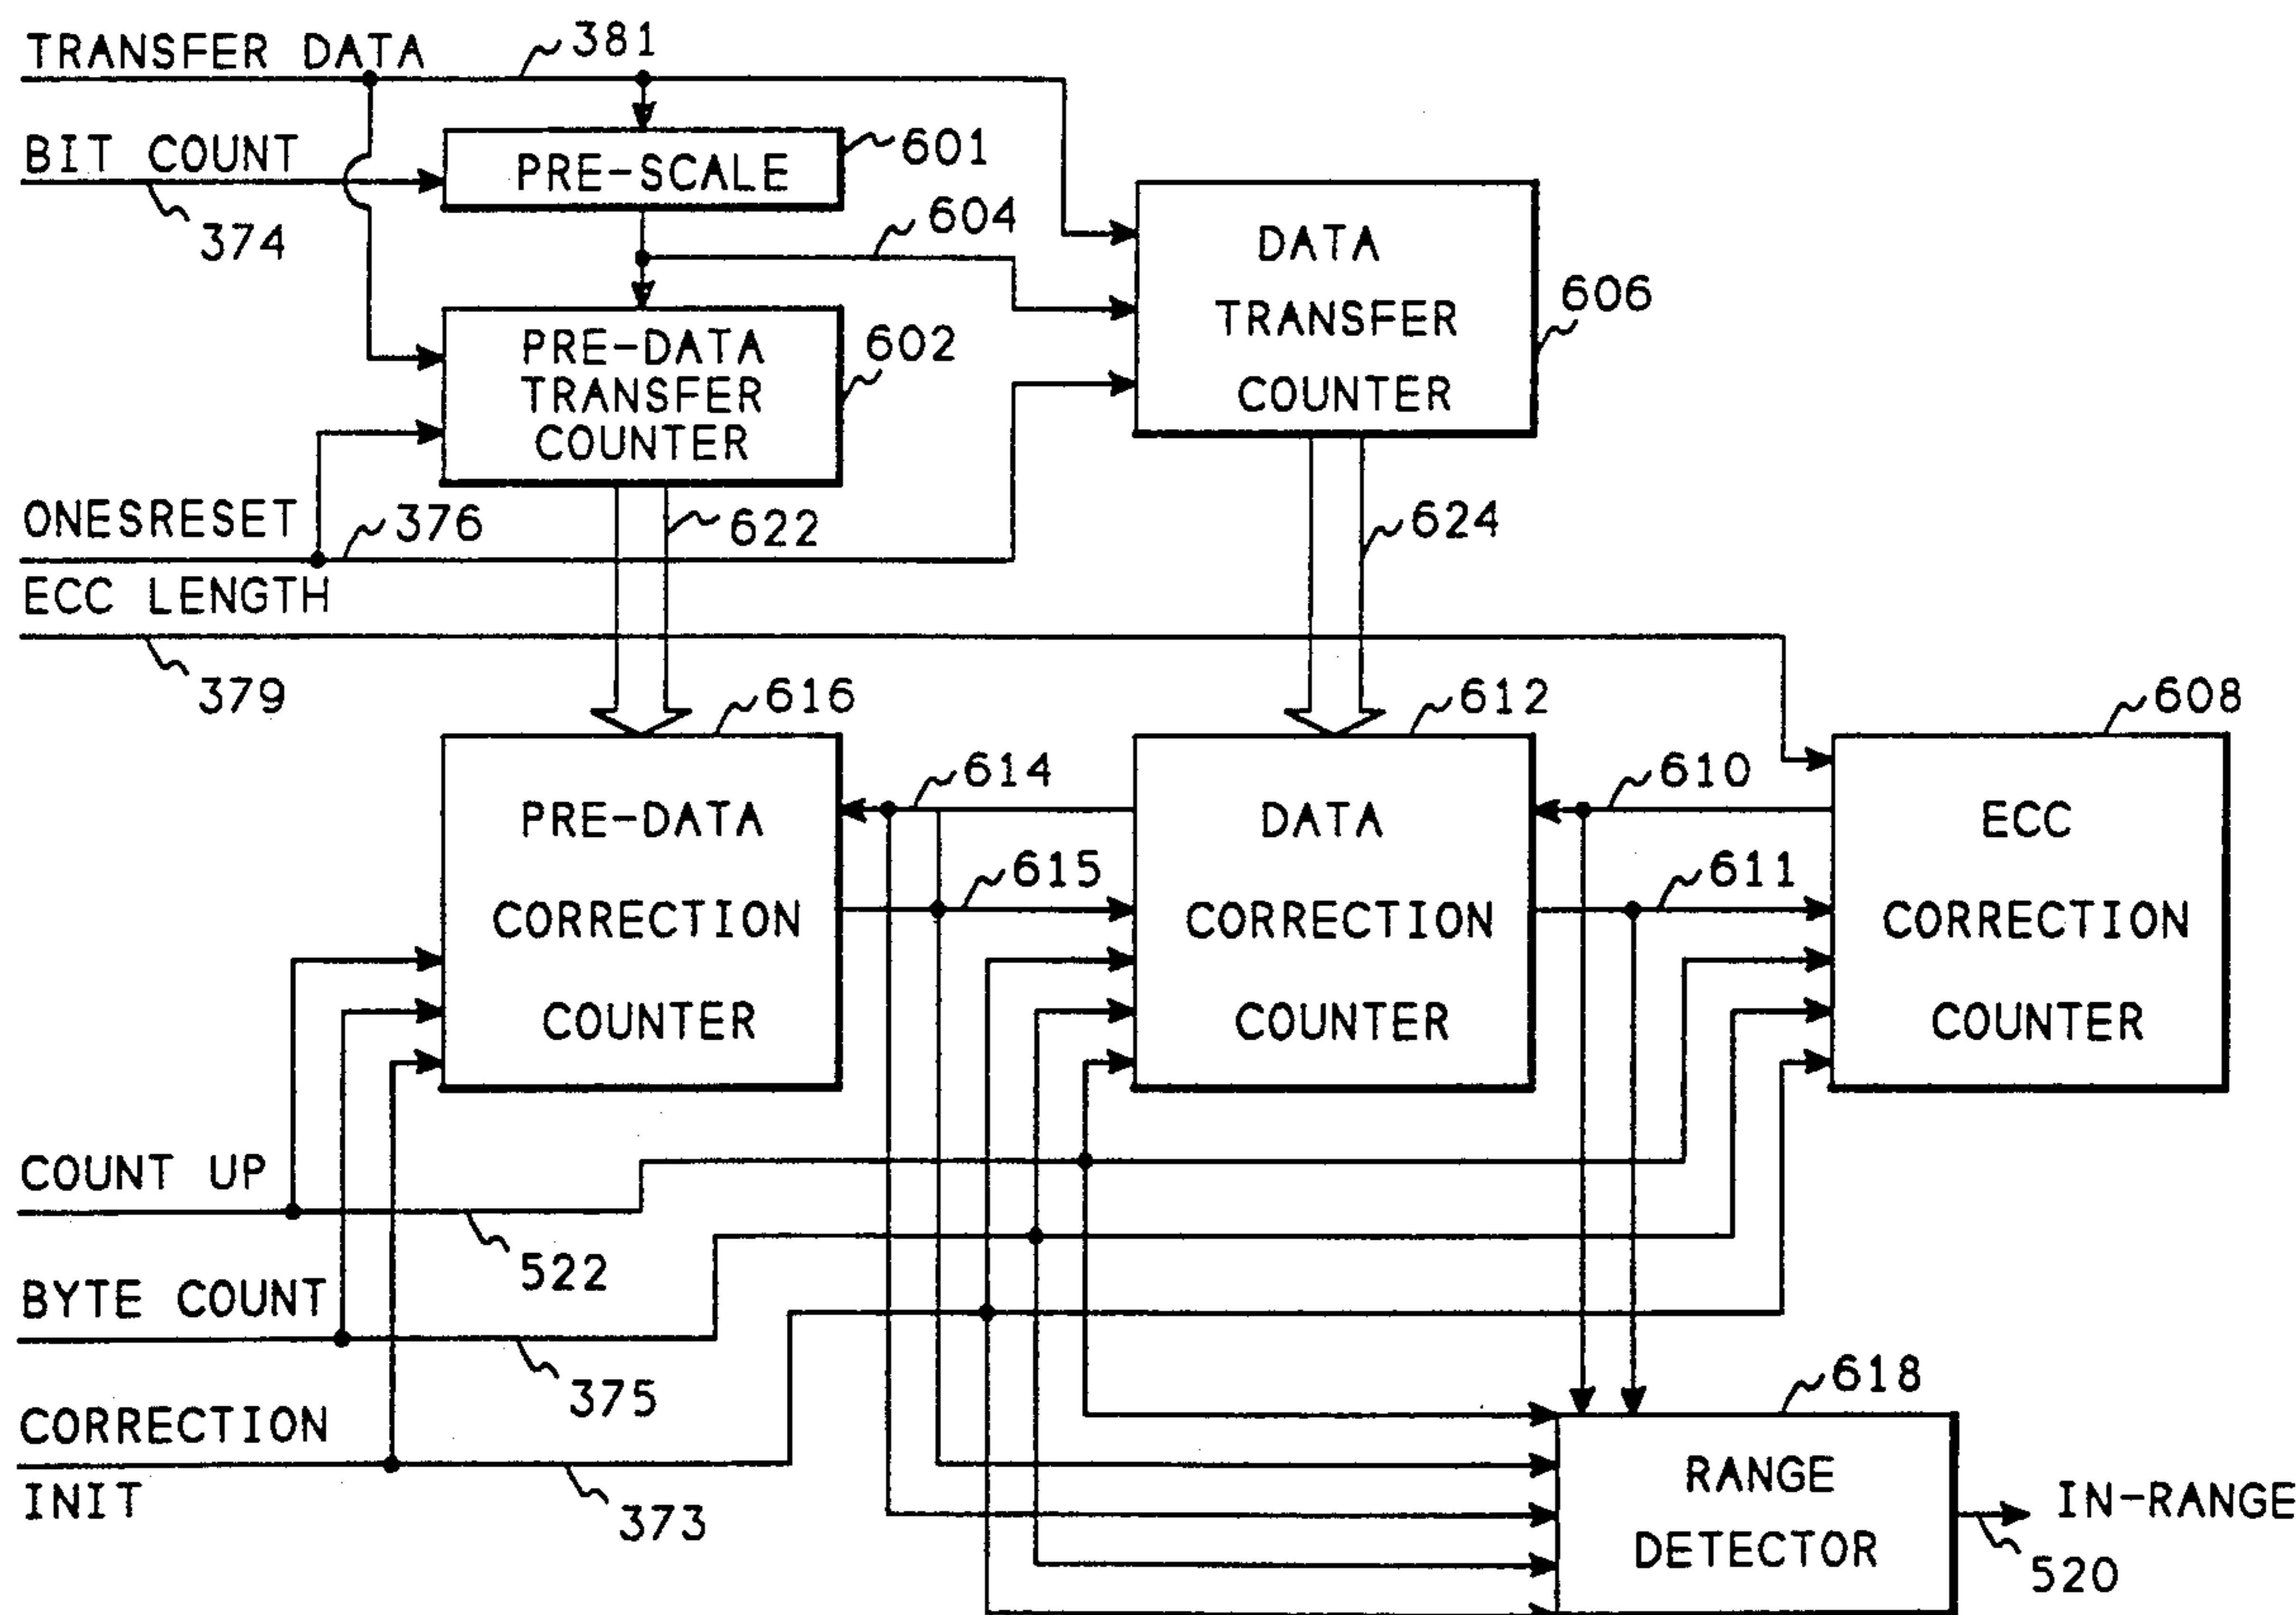 TRANSFER DATA
381
BIT COUNT
374
PRE-SCALE
601
604
PRE-DATA
TRANSFER
COUNTER
602
DATA
TRANSFER
COUNTER
606
ONESRESET
376
622
624
ECC LENGTH
379
616
612
608
PRE-DATA
CORRECTION
COUNTER
614
615
DATA
CORRECTION
COUNTER
610
611
ECC
CORRECTION
COUNTER
COUNT UP
522
BYTE COUNT
375
CORRECTION
INIT
373
618
RANGE
DETECTOR
IN-RANGE
520